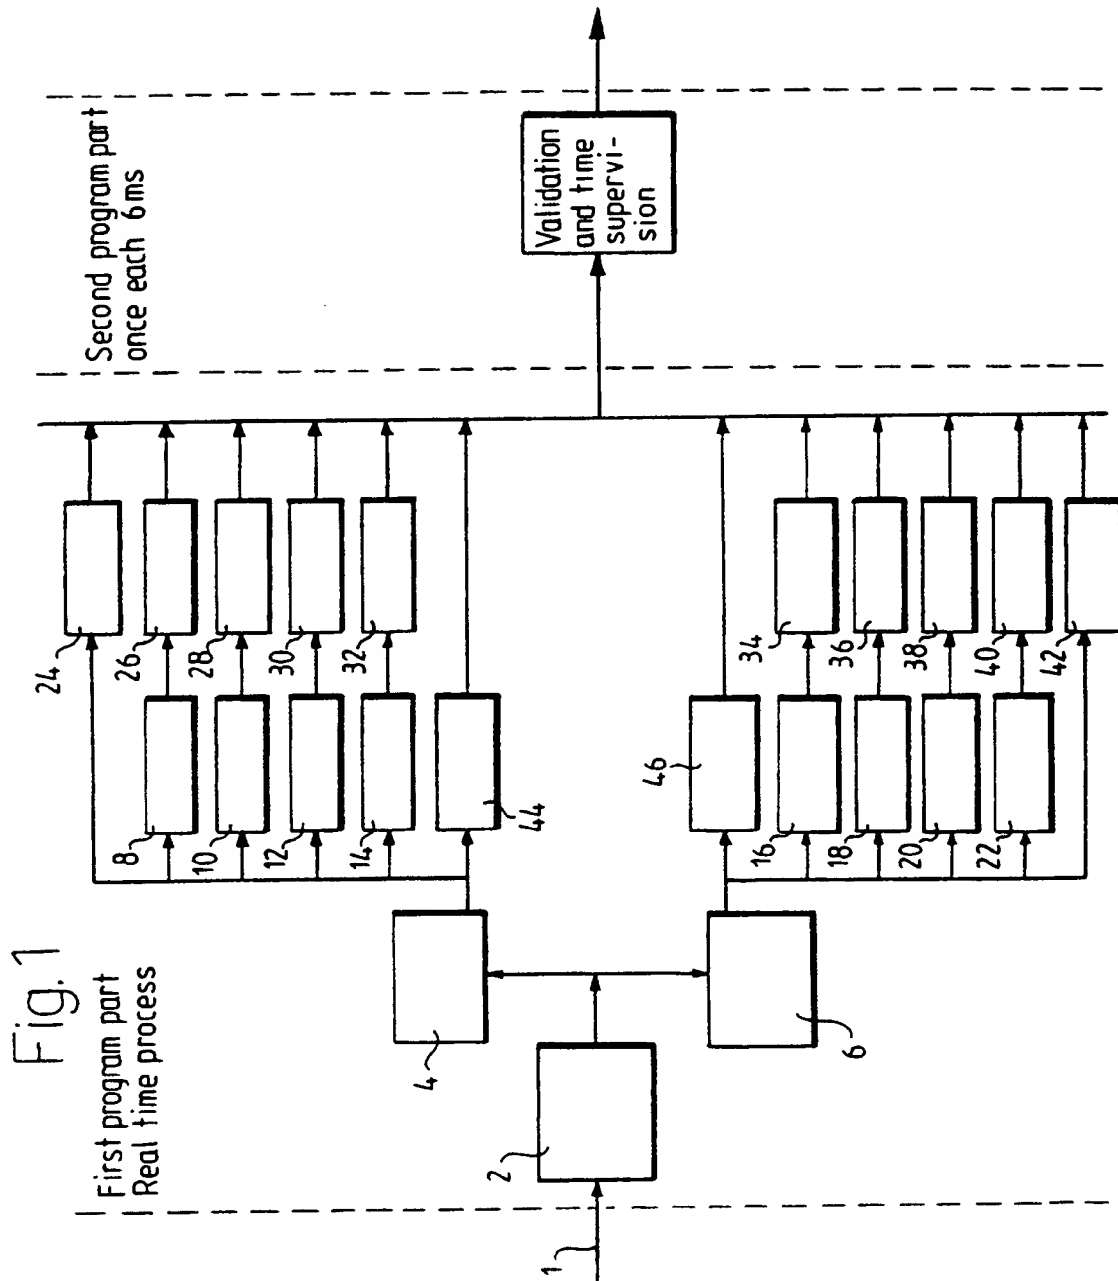 Fig. 1
First program part
Real time process
Second program part
once each 6ms
1
2
4
6
8
10
12
14
44
24
26
28
30
32
46
16
18
20
22
34
36
38
40
42
Validation
and time
supervi-
sion